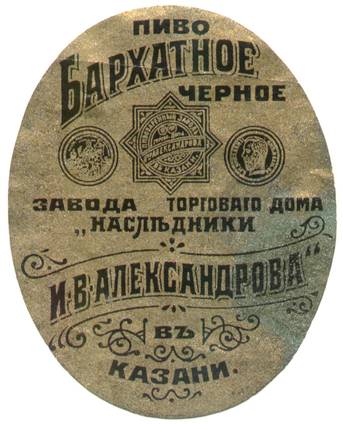 ПИВО
БАРХАТНОЕ
ЧЕРНОЕ
ЗАВОДА ТОРГОВАГО ДОМА
„НАСЛѢДНИКИ
И.В.АЛЕКСАНДРОВА“
ВЪ
КАЗАНИ.